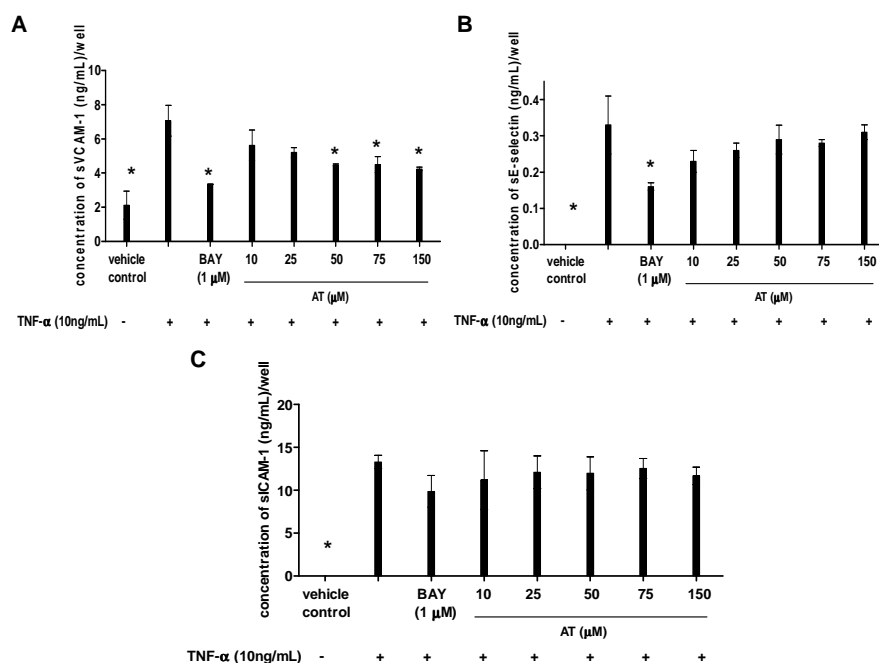 A
concentration of sVCAM-1 (ng/mL)/well
10
8
6
4
2
0
* * * * *
vehicle control
BAY (1 μM)
10 25 50 75 150
AT (μM)
TNF-α (10ng/mL) - + + + + + + +
B
concentration of sE-selectin (ng/mL)/well
0.4
0.3
0.2
0.1
0.0
* *
vehicle control
BAY (1 μM)
10 25 50 75 150
AT (μM)
TNF-α (10ng/mL) - + + + + + + +
C
concentration of sICAM-1 (ng/mL)/well
20
15
10
5
0
*
vehicle control
BAY (1 μM)
10 25 50 75 150
AT (μM)
TNF-α (10ng/mL) - + + + + + + +